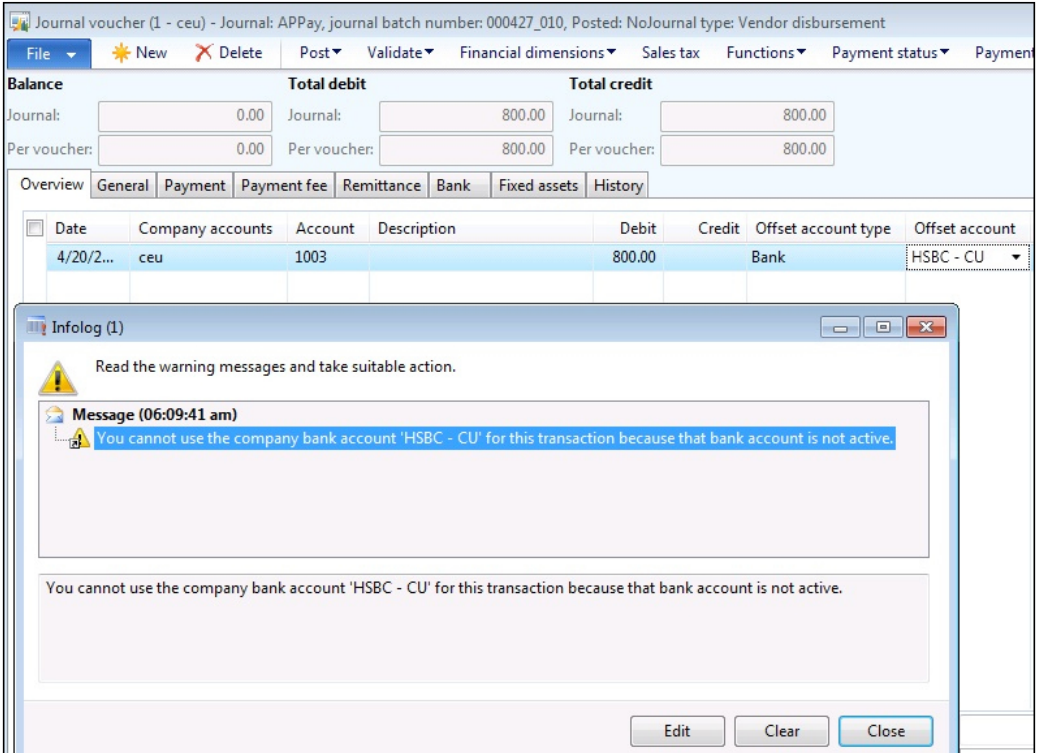 Journal voucher (1 - ceu) - Journal: APPay, journal batch number: 000427_010, Posted: NoJournal type: Vendor disbursement
File New Delete Post Validate Financial dimensions Sales tax Functions Payment status Payment
Balance Total debit Total credit
Journal: 0.00 Journal: 800.00 Journal: 800.00
Per voucher: 0.00 Per voucher: 800.00 Per voucher: 800.00
Overview General Payment Payment fee Remittance Bank Fixed assets History
Date Company accounts Account Description Debit Credit Offset account type Offset account
4/20/2... ceu 1003 800.00 Bank HSBC - CU
Infolog (1)
Read the warning messages and take suitable action.
Message (06:09:41 am)
You cannot use the company bank account 'HSBC - CU' for this transaction because that bank account is not active.
You cannot use the company bank account 'HSBC - CU' for this transaction because that bank account is not active.
Edit Clear Close